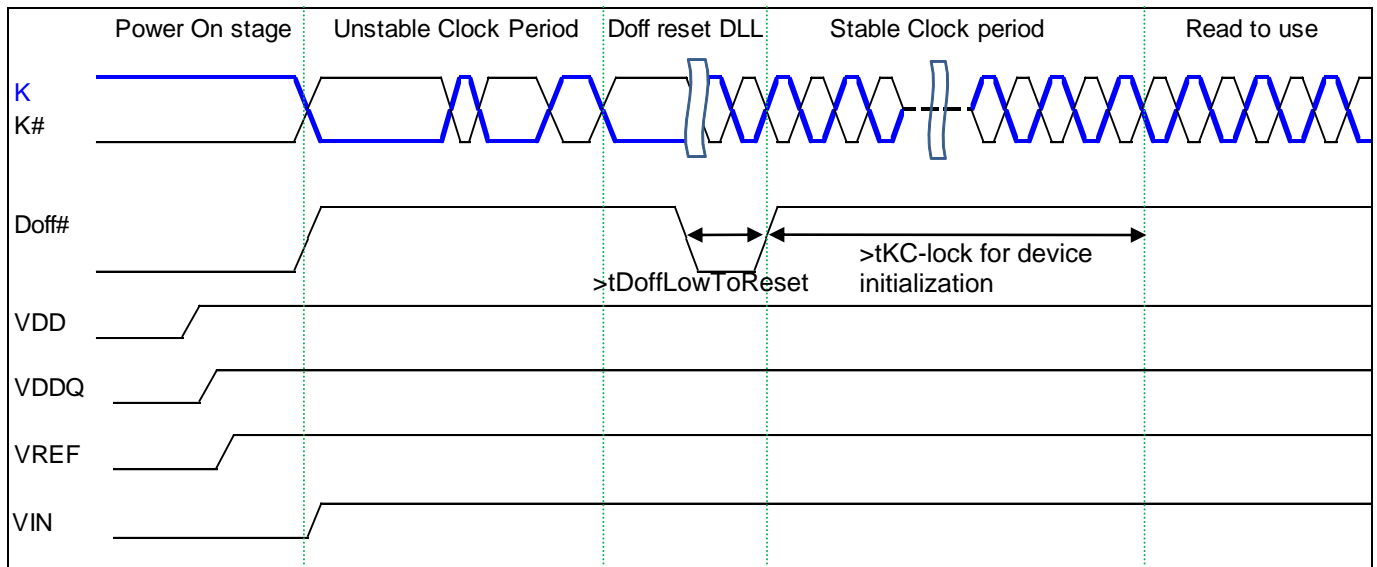 Power On stage Unstable Clock Period Doff reset DLL Stable Clock period Read to use
K
K#
Doff#
>tDoffLowToReset
>tKC-lock for device
initialization
VDD
VDDQ
VREF
VIN